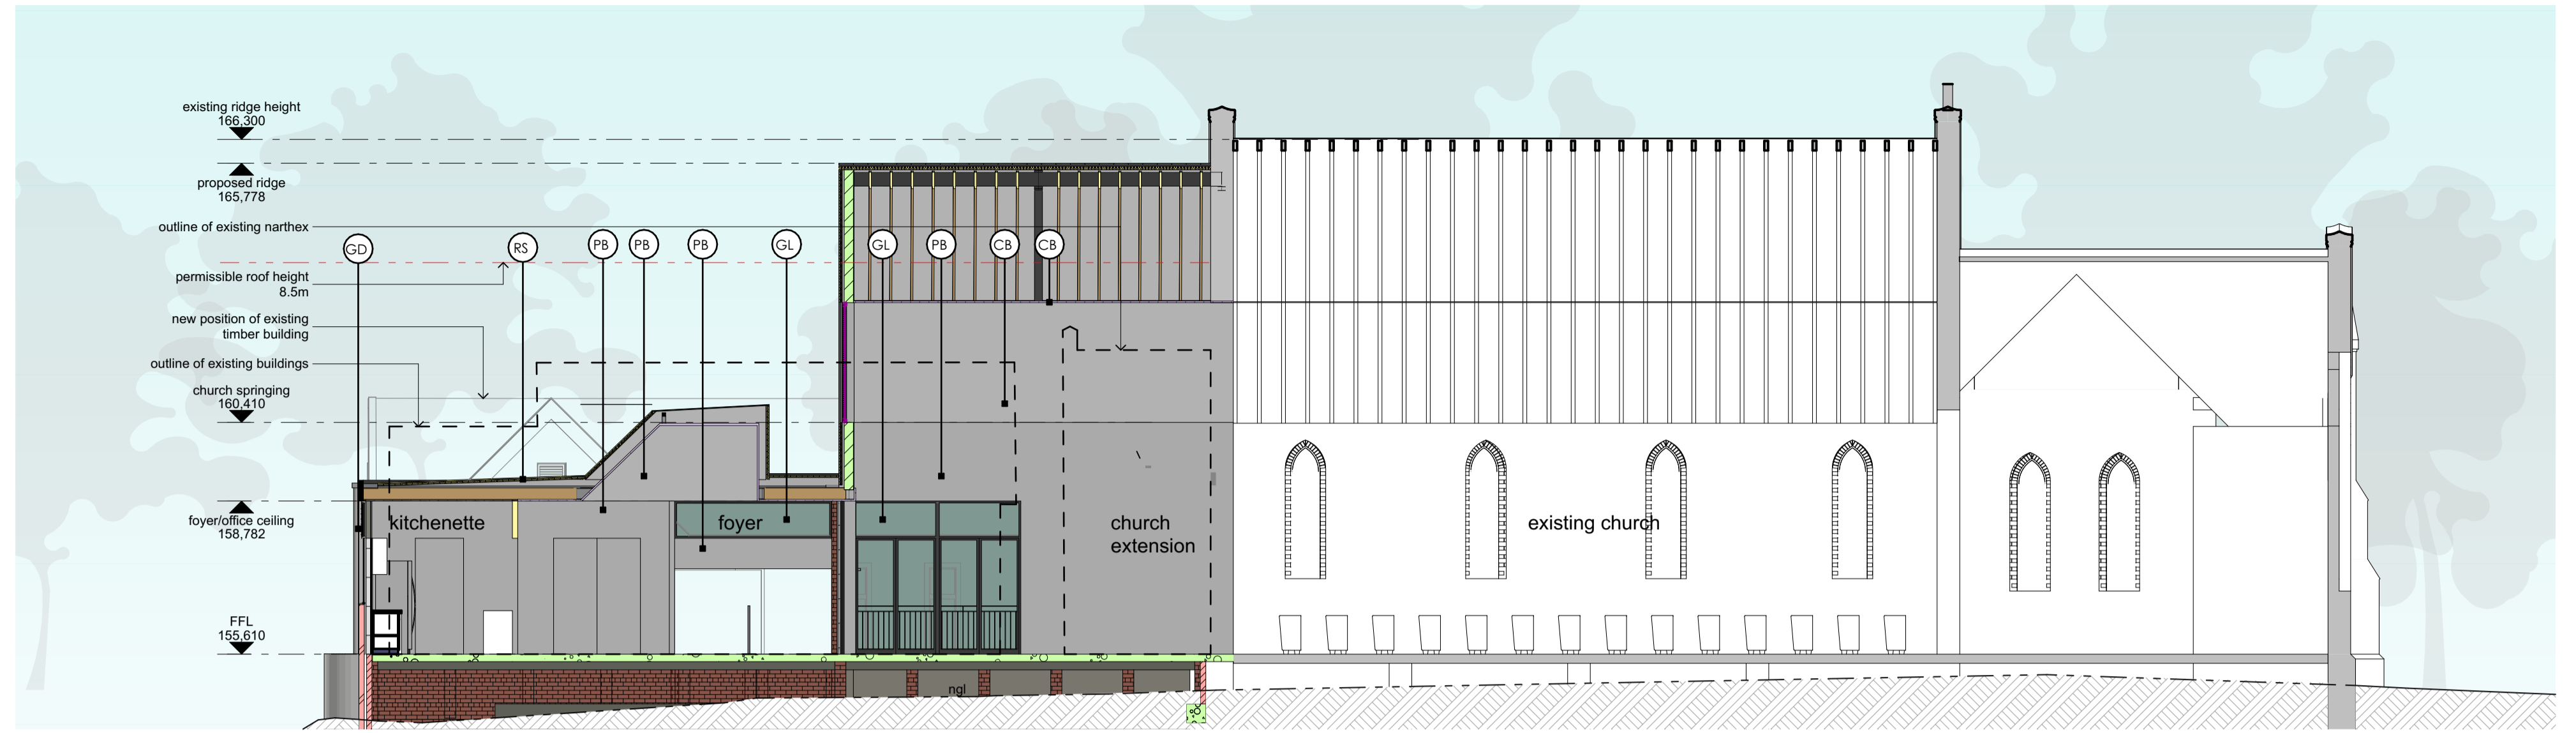 existing ridge height
166,300
proposed ridge
165,778
outline of existing narthex
GD
RS
PB
PB
PB
GL
GL
PB
CB
CB
permissible roof height
8.5m
new position of existing
timber building
outline of existing buildings
church springing
160,410
foyer/office ceiling
158,782
kitchenette
foyer
church
extension
existing church
FFL
155,610
ngl